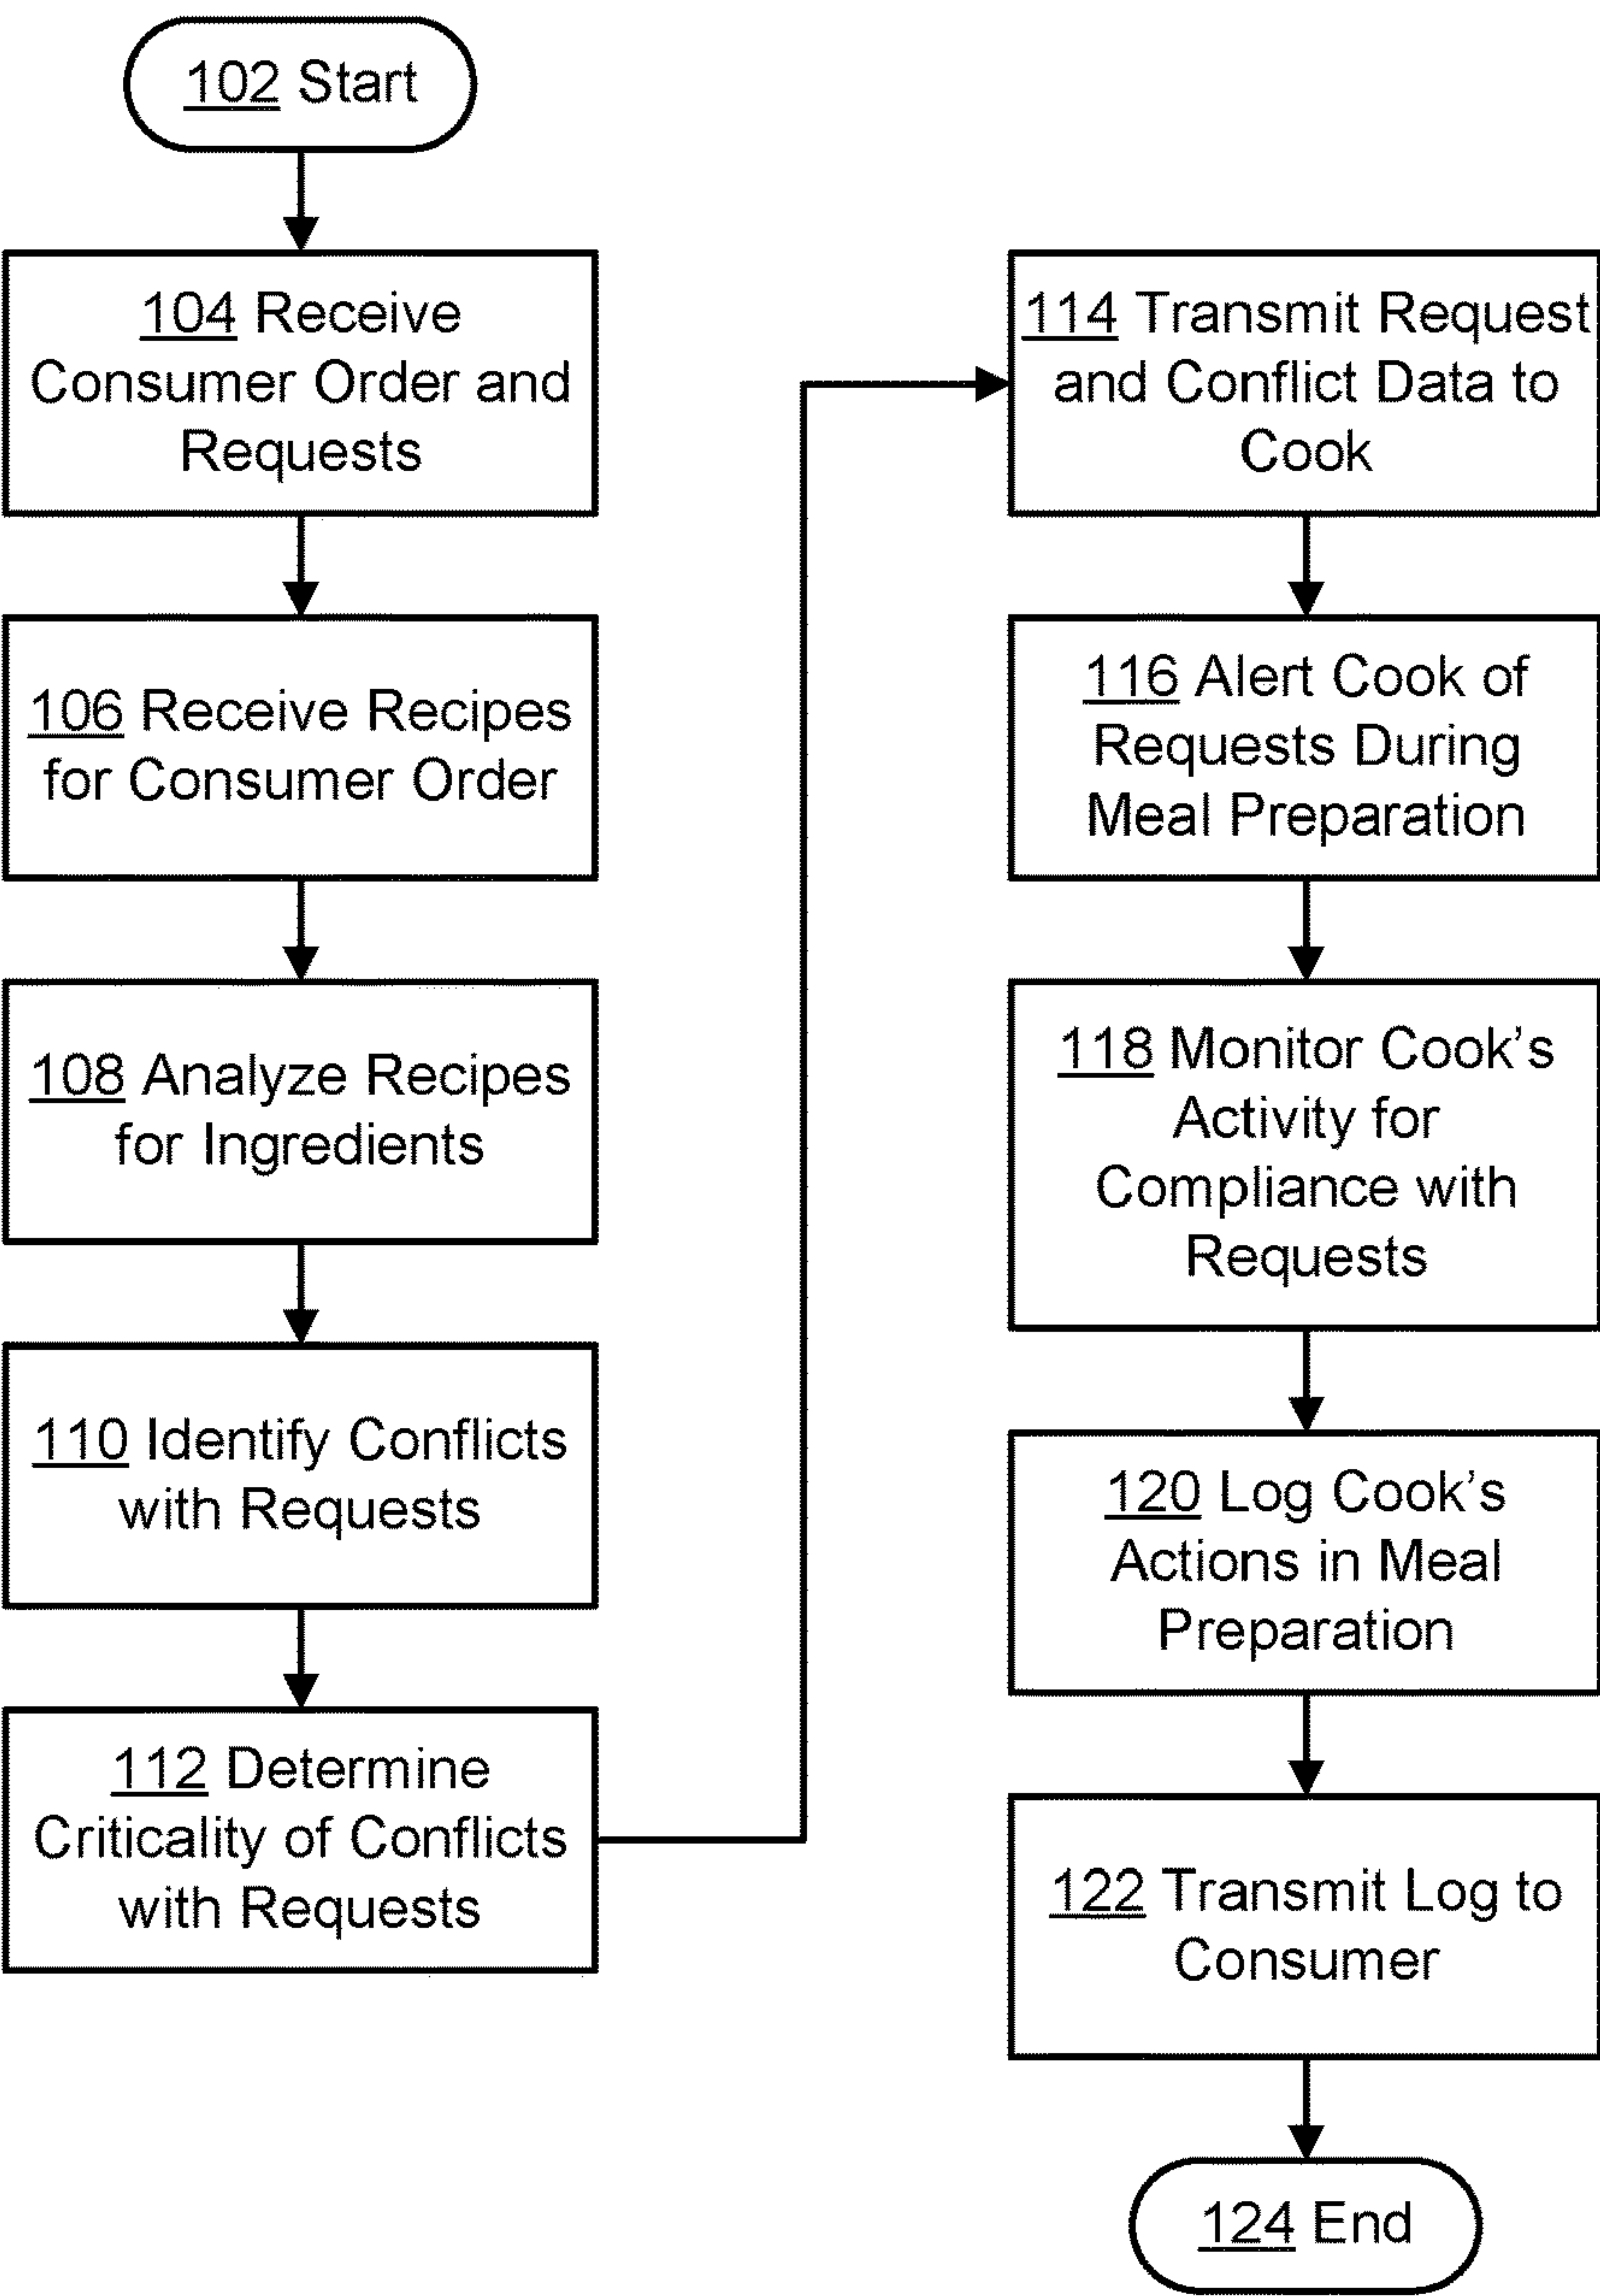 102 Start
104 Receive
Consumer Order and
Requests
106 Receive Recipes
for Consumer Order
108 Analyze Recipes
for Ingredients
110 Identify Conflicts
with Requests
112 Determine
Criticality of Conflicts
with Requests
114 Transmit Request
and Conflict Data to
Cook
116 Alert Cook of
Requests During
Meal Preparation
118 Monitor Cook’s
Activity for
Compliance with
Requests
120 Log Cook’s
Actions in Meal
Preparation
122 Transmit Log to
Consumer
124 End